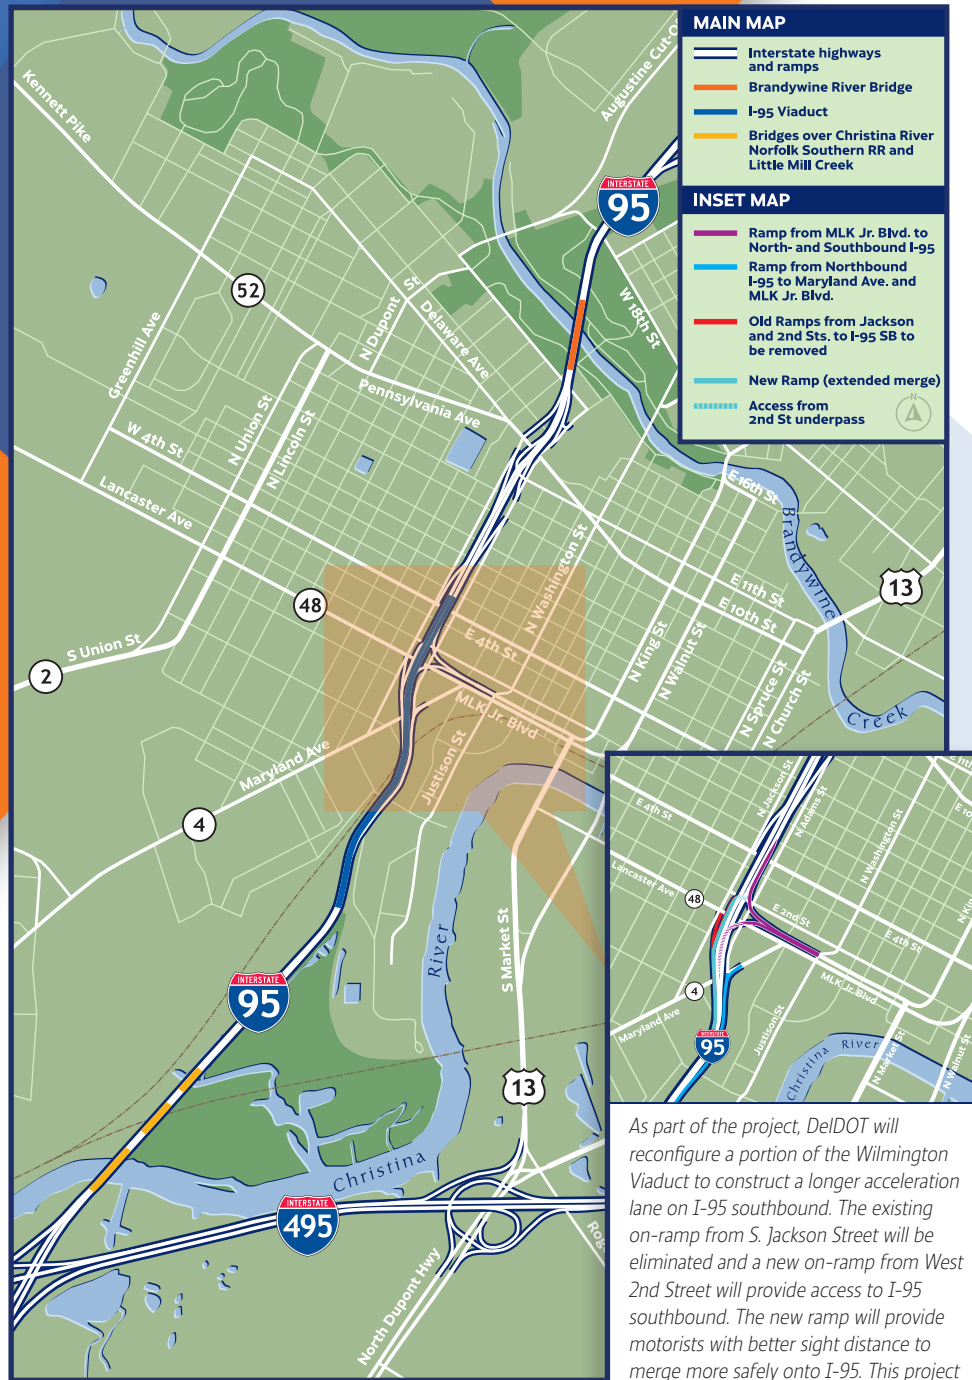 MAIN MAP
Interstate highways
and ramps
Brandywine River Bridge
I-95 Viaduct
Bridges over Christina River
Norfolk Southern RR and
Little Mill Creek
INSET MAP
Ramp from MLK Jr. Blvd. to
North- and Southbound I-95
Ramp from Northbound
I-95 to Maryland Ave. and
MLK Jr. Blvd.
Old Ramps from Jackson
and 2nd Sts. to I-95 SB to
be removed
New Ramp (extended merge)
Access from
2nd St underpass
N
Kennett Pike
Augustine Cut-O
INTERSTATE
95
52
Greenhill Ave
N Dupont St
Delaware Ave
W 18th St
Pennsylvania Ave
N Union St
N Lincoln St
W 4th St
Lancaster Ave
E 16th St
Brandywine
Creek
48
N Washington St
E 11th St
E 10th St
13
S Union St
2
E 4th St
N King St
N Walnut St
N Spruce St
N Church St
MLK Jr. Blvd
Maryland Ave
Justison St
4
River
S Market St
INTERSTATE
95
13
Christina
INTERSTATE
495
North Dupont Hwy
Rog
N Jackson St
N Adams St
E 4th St
N Washington St
E 11th
E 10
Lancaster Ave
48
E 2nd St
E 4th St
N Kin
4
MLK Jr. Blvd
Maryland Ave
INTERSTATE
95
Justison St
Christina River
N Market St
N Walnut St
As part of the project, DelDOT will
reconfigure a portion of the Wilmington
Viaduct to construct a longer acceleration
lane on I-95 southbound. The existing
on-ramp from S. Jackson Street will be
eliminated and a new on-ramp from West
2nd Street will provide access to I-95
southbound. The new ramp will provide
motorists with better sight distance to
merge more safely onto I-95. This project